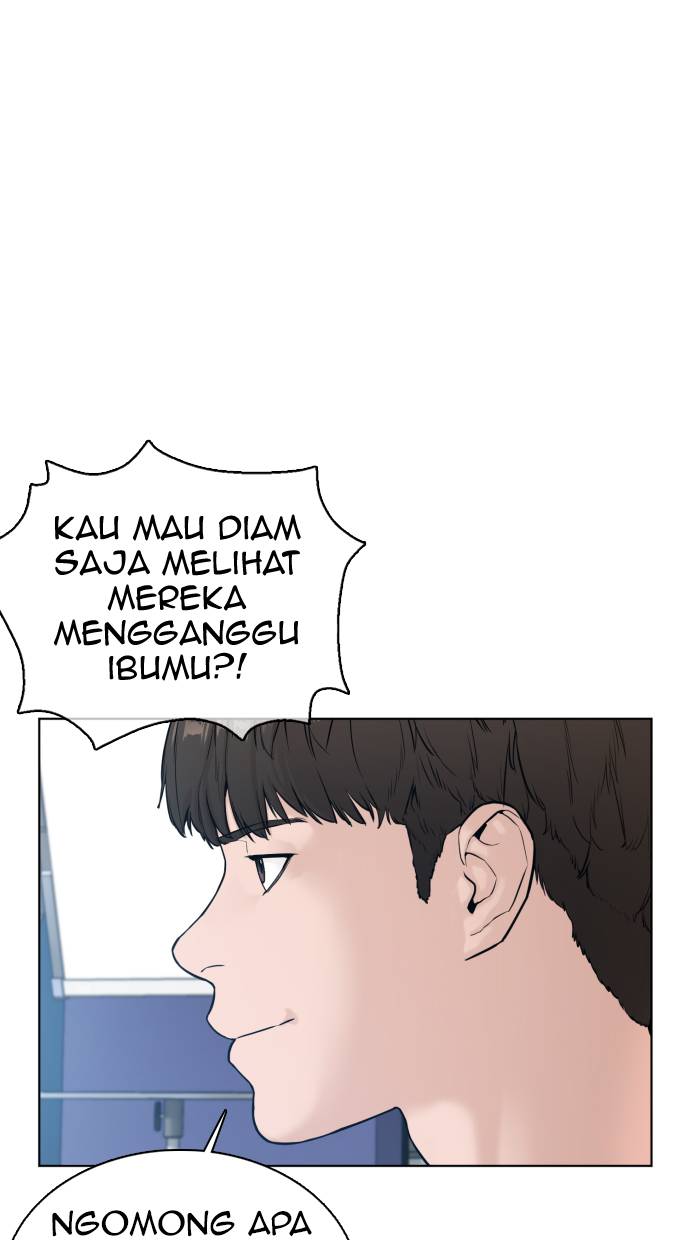 KAU MAU DIAM
SAJA MELIHAT
MEREKA
MENGGANGGU
IBUMU?!
NGOMONG APA